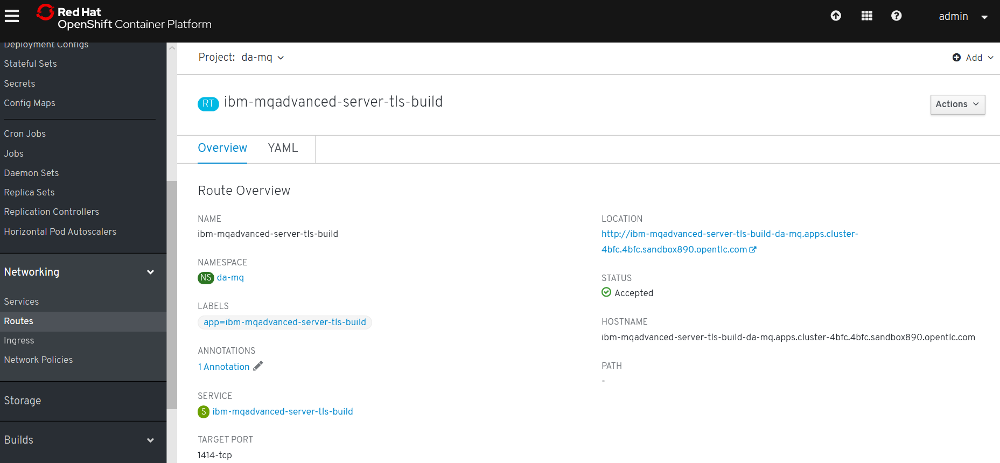 Red Hat
OpenShift Container Platform
admin
Deployment Configs
Stateful Sets
Secrets
Config Maps
Cron Jobs
Jobs
Daemon Sets
Replica Sets
Replication Controllers
Horizontal Pod Autoscalers
Networking
Services
Routes
Ingress
Network Policies
Storage
Builds
Project: da-mq
Add
RT ibm-mqadvanced-server-tls-build
Actions
Overview YAML
Route Overview
NAME
ibm-mqadvanced-server-tls-build
NAMESPACE
NS da-mq
LABELS
app=ibm-mqadvanced-server-tls-build
ANNOTATIONS
1 Annotation
SERVICE
S ibm-mqadvanced-server-tls-build
TARGET PORT
1414-tcp
LOCATION
http://ibm-mqadvanced-server-tls-build-da-mq.apps.cluster-
4bfc.4bfc.sandbox890.opentlc.com
STATUS
Accepted
HOSTNAME
ibm-mqadvanced-server-tls-build-da-mq.apps.cluster-4bfc.4bfc.sandbox890.opentlc.com
PATH
-